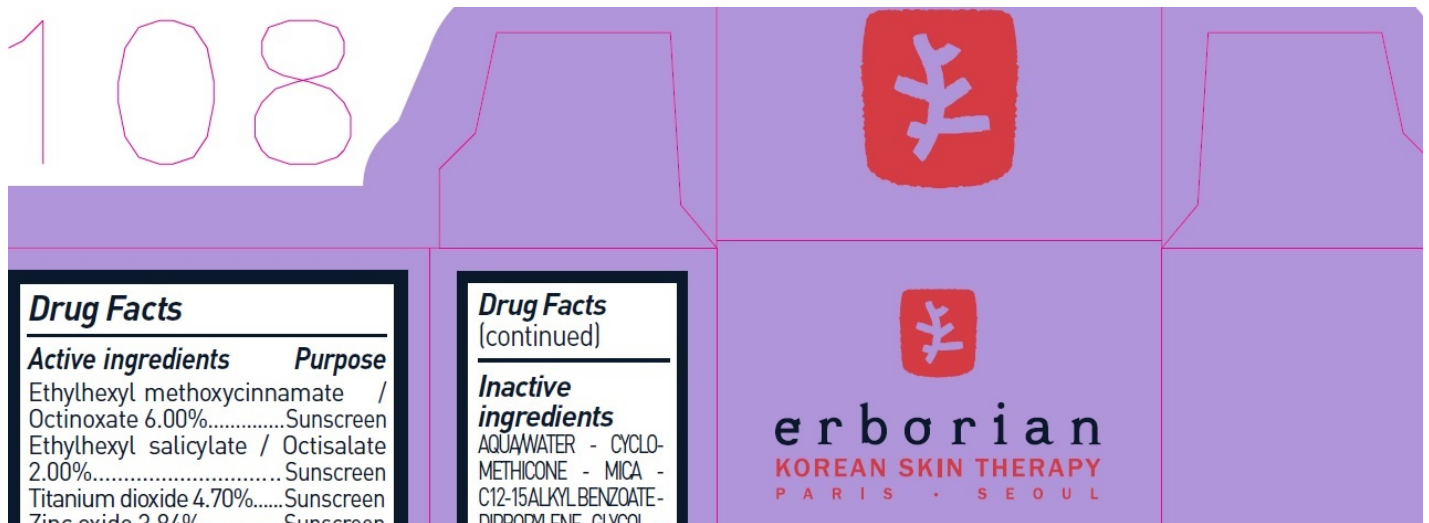 108
Drug Facts
Active ingredients Purpose
Ethylhexyl methoxycinnamate /
Octinoxate 6.00%..............Sunscreen
Ethylhexyl salicylate / Octisalate
2.00%..............................Sunscreen
Titanium dioxide 4.70%......Sunscreen
Drug Facts
(continued)
Inactive
ingredients
AQUA/WATER - CYCLO-
METHICONE - MICA -
C12-15 ALKYL BENZOATE -
DIPROPYLENE GLYCOL -
erborian
KOREAN SKIN THERAPY
PARIS · SEOUL